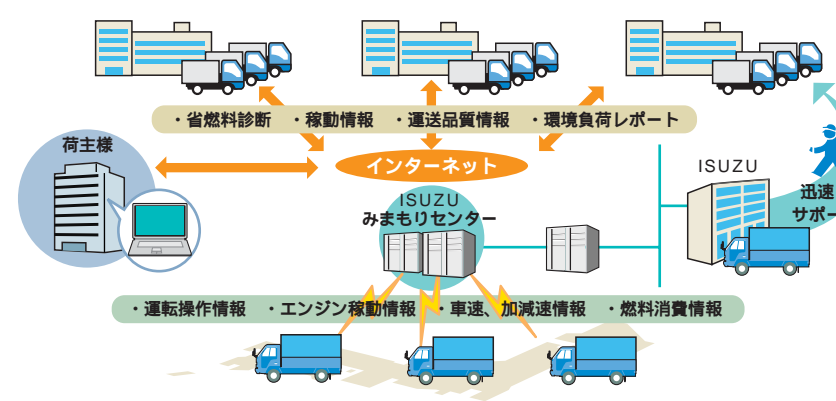 ・省燃料診断 ・稼動情報 ・運送品質情報 ・環境負荷レポート
荷主様
インターネット
ISUZU
みまもりセンター
ISUZU
迅速
サポー
・運転操作情報 ・エンジン稼動情報 ・車速、加減速情報 ・燃料消費情報